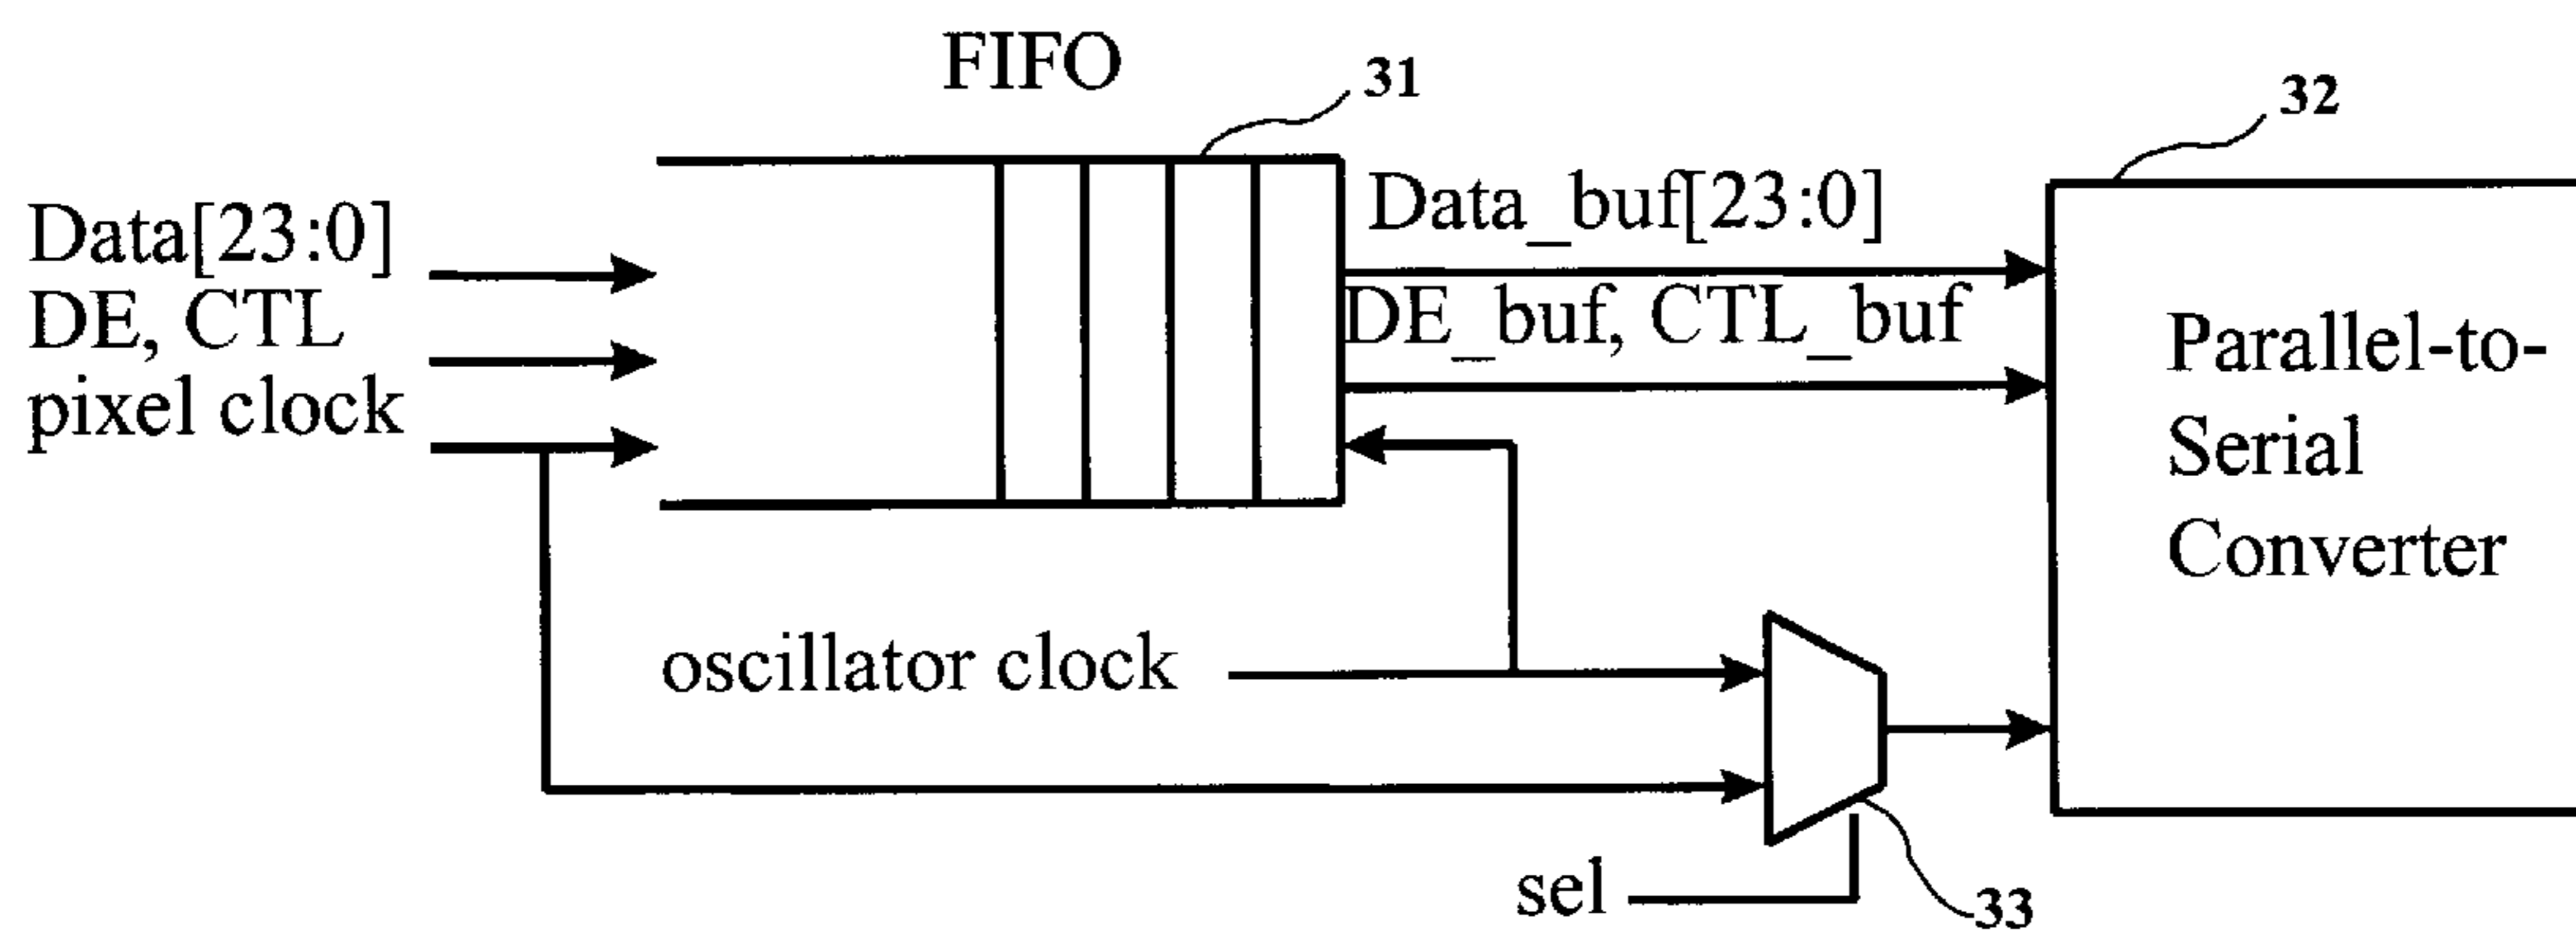 FIFO
31
32
Data[23:0]
DE, CTL
pixel clock
Data_buf[23:0]
DE_buf, CTL_buf
Parallel-to-
Serial
Converter
oscillator clock
sel
33